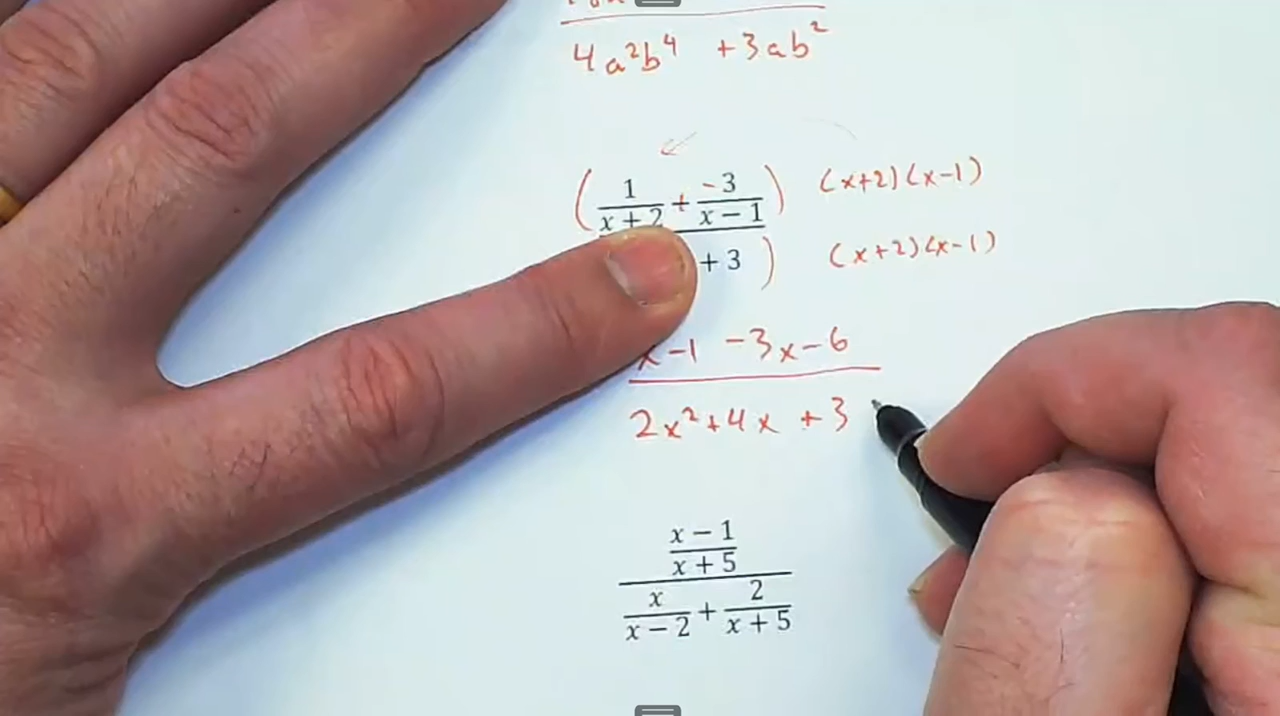 4a²b⁴ +3ab²
( 1/(x + 2) + -3/(x − 1) ) (x+2)(x-1)
+ 3 ) (x+2)(x-1)
x -1 -3x -6
2x² +4x +3
x − 1
x + 5
x/(x − 2) + 2/(x + 5)